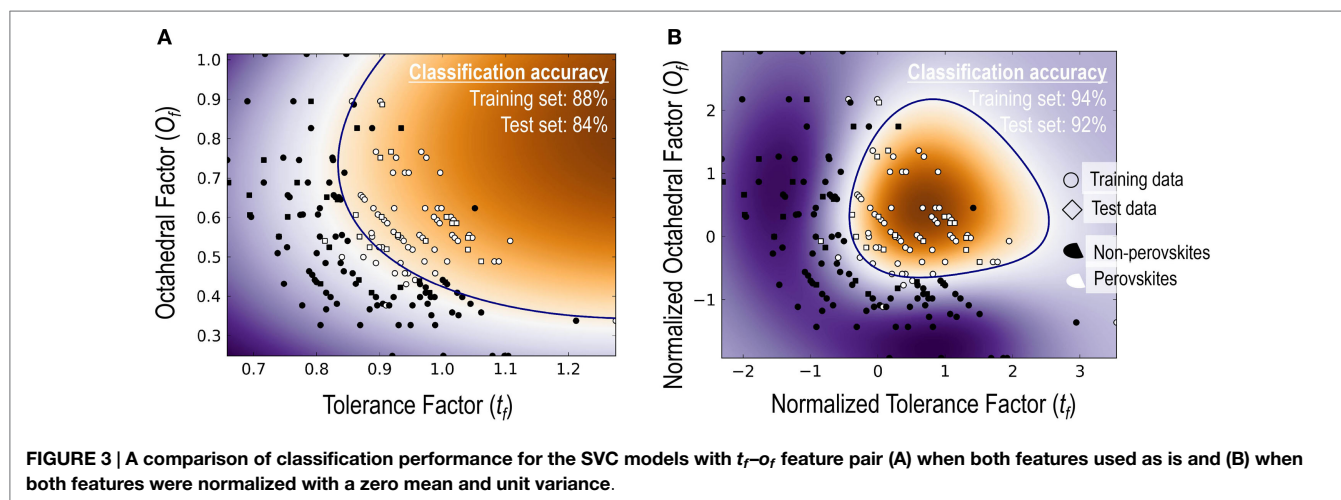 A
B
Octahedral Factor (Of)
1.0
0.9
0.8
0.7
0.6
0.5
0.4
0.3
Classification accuracy
Training set: 88%
Test set: 84%
0.7 0.8 0.9 1.0 1.1 1.2
Tolerance Factor (tf)
Normalized Octahedral Factor (Of)
2
1
0
−1
Classification accuracy
Training set: 94%
Test set: 92%
−2 −1 0 1 2 3
Normalized Tolerance Factor (tf)
Training data
Test data
Non-perovskites
Perovskites
FIGURE 3 | A comparison of classification performance for the SVC models with tf–of feature pair (A) when both features used as is and (B) when
both features were normalized with a zero mean and unit variance.